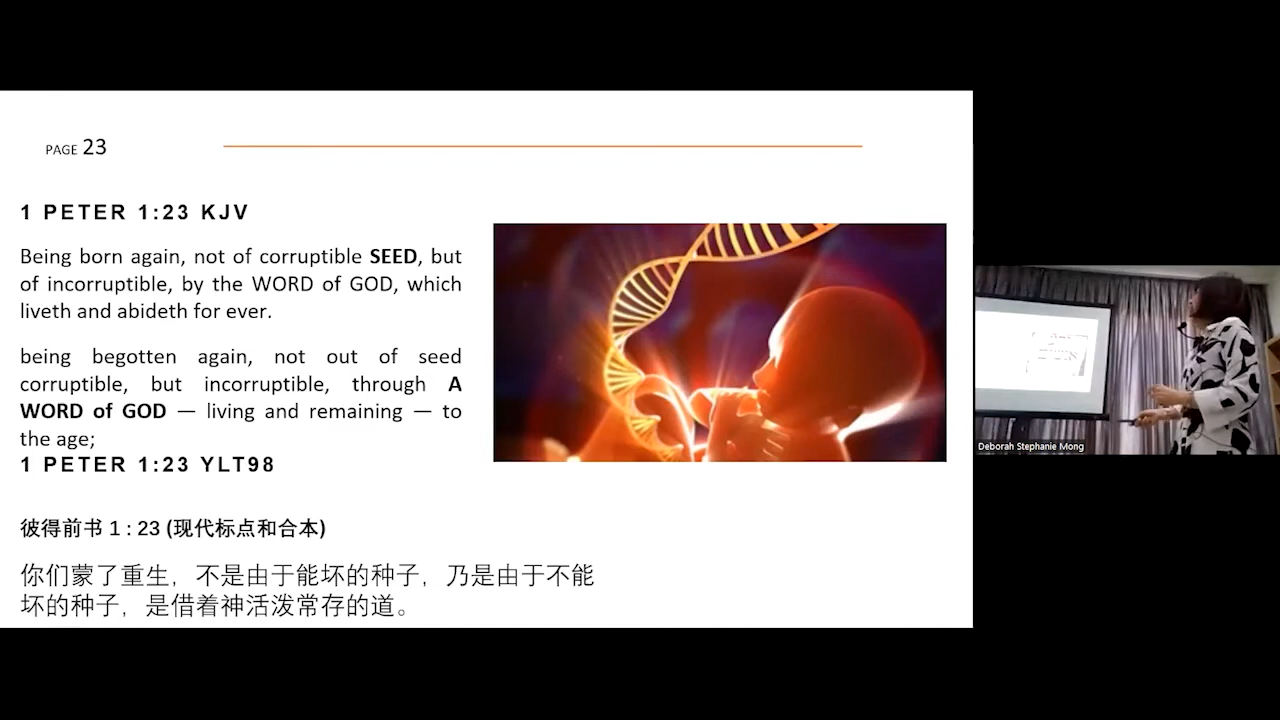 PAGE 23
1 PETER 1:23 KJV
Being born again, not of corruptible SEED, but
of incorruptible, by the WORD of GOD, which
liveth and abideth for ever.
being begotten again, not out of seed
corruptible, but incorruptible, through A
WORD of GOD — living and remaining — to
the age;
1 PETER 1:23 YLT98
彼得前书 1 : 23 (现代标点和合本)
你们蒙了重生，不是由于能坏的种子，乃是由于不能
坏的种子，是借着神活泼常存的道。
Deborah Stephanie Mong